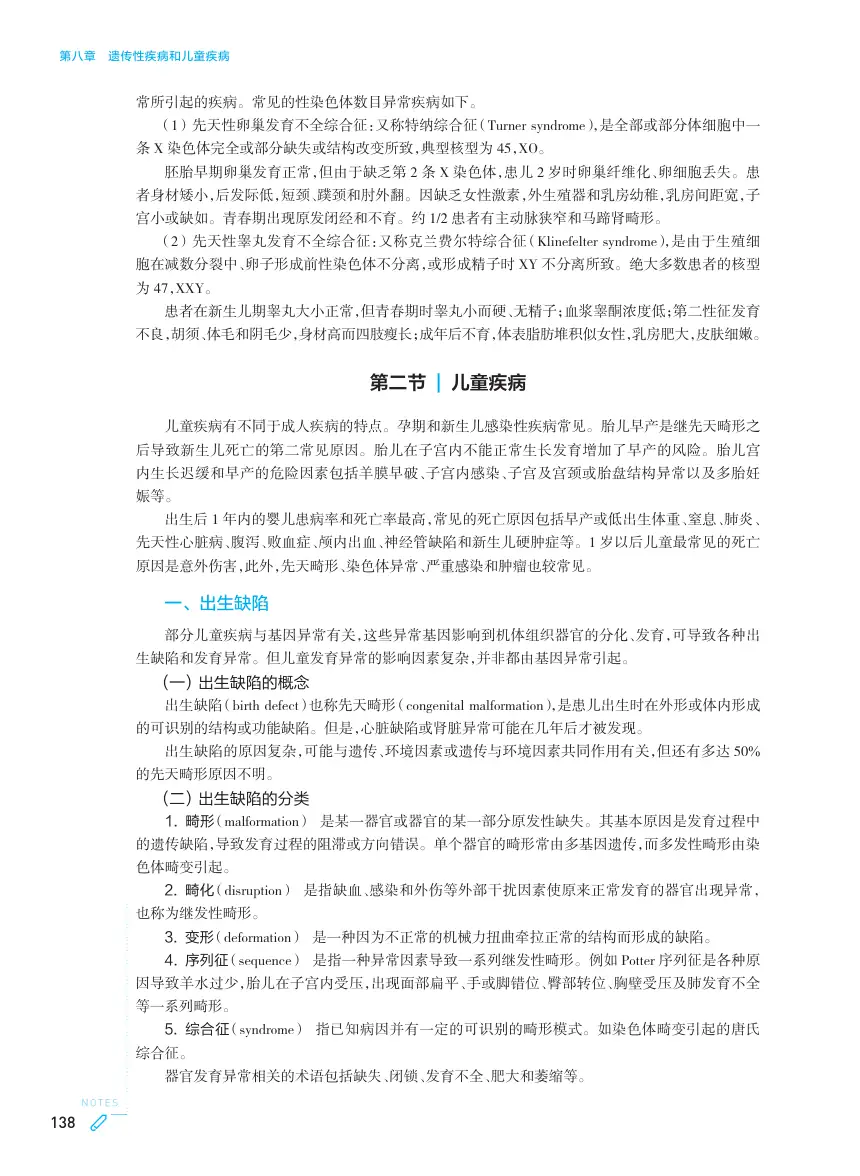 第八章 遗传性疾病和儿童疾病
常所引起的疾病。常见的性染色体数目异常疾病如下。
（1）先天性卵巢发育不全综合征：又称特纳综合征（Turner syndrome），是全部或部分体细胞中一
条 X 染色体完全或部分缺失或结构改变所致，典型核型为 45，XO。
胚胎早期卵巢发育正常，但由于缺乏第 2 条 X 染色体，患儿 2 岁时卵巢纤维化、卵细胞丢失。患
者身材矮小，后发际低，短颈、蹼颈和肘外翻。因缺乏女性激素，外生殖器和乳房幼稚，乳房间距宽，子
宫小或缺如。青春期出现原发闭经和不育。约 1/2 患者有主动脉狭窄和马蹄肾畸形。
（2）先天性睾丸发育不全综合征：又称克兰费尔特综合征（Klinefelter syndrome），是由于生殖细
胞在减数分裂中、卵子形成前性染色体不分离，或形成精子时 XY 不分离所致。绝大多数患者的核型
为 47，XXY。
患者在新生儿期睾丸大小正常，但青春期时睾丸小而硬、无精子；血浆睾酮浓度低；第二性征发育
不良，胡须、体毛和阴毛少，身材高而四肢瘦长；成年后不育，体表脂肪堆积似女性，乳房肥大，皮肤细嫩。
第二节 | 儿童疾病
儿童疾病有不同于成人疾病的特点。孕期和新生儿感染性疾病常见。胎儿早产是继先天畸形之
后导致新生儿死亡的第二常见原因。胎儿在子宫内不能正常生长发育增加了早产的风险。胎儿宫
内生长迟缓和早产的危险因素包括羊膜早破、子宫内感染、子宫及宫颈或胎盘结构异常以及多胎妊
娠等。
出生后 1 年内的婴儿患病率和死亡率最高，常见的死亡原因包括早产或低出生体重、窒息、肺炎、
先天性心脏病、腹泻、败血症、颅内出血、神经管缺陷和新生儿硬肿症等。1 岁以后儿童最常见的死亡
原因是意外伤害，此外，先天畸形、染色体异常、严重感染和肿瘤也较常见。
一、出生缺陷
部分儿童疾病与基因异常有关，这些异常基因影响到机体组织器官的分化、发育，可导致各种出
生缺陷和发育异常。但儿童发育异常的影响因素复杂，并非都由基因异常引起。
（一）出生缺陷的概念
出生缺陷（birth defect）也称先天畸形（congenital malformation），是患儿出生时在外形或体内形成
的可识别的结构或功能缺陷。但是，心脏缺陷或肾脏异常可能在几年后才被发现。
出生缺陷的原因复杂，可能与遗传、环境因素或遗传与环境因素共同作用有关，但还有多达 50%
的先天畸形原因不明。
（二）出生缺陷的分类
1. 畸形（malformation） 是某一器官或器官的某一部分原发性缺失。其基本原因是发育过程中
的遗传缺陷，导致发育过程的阻滞或方向错误。单个器官的畸形常由多基因遗传，而多发性畸形由染
色体畸变引起。
2. 畸化（disruption） 是指缺血、感染和外伤等外部干扰因素使原来正常发育的器官出现异常，
也称为继发性畸形。
3. 变形（deformation） 是一种因为不正常的机械力扭曲牵拉正常的结构而形成的缺陷。
4. 序列征（sequence） 是指一种异常因素导致一系列继发性畸形。例如 Potter 序列征是各种原
因导致羊水过少，胎儿在子宫内受压，出现面部扁平、手或脚错位、臀部转位、胸壁受压及肺发育不全
等一系列畸形。
5. 综合征（syndrome） 指已知病因并有一定的可识别的畸形模式。如染色体畸变引起的唐氏
综合征。
器官发育异常相关的术语包括缺失、闭锁、发育不全、肥大和萎缩等。
NOTES
138